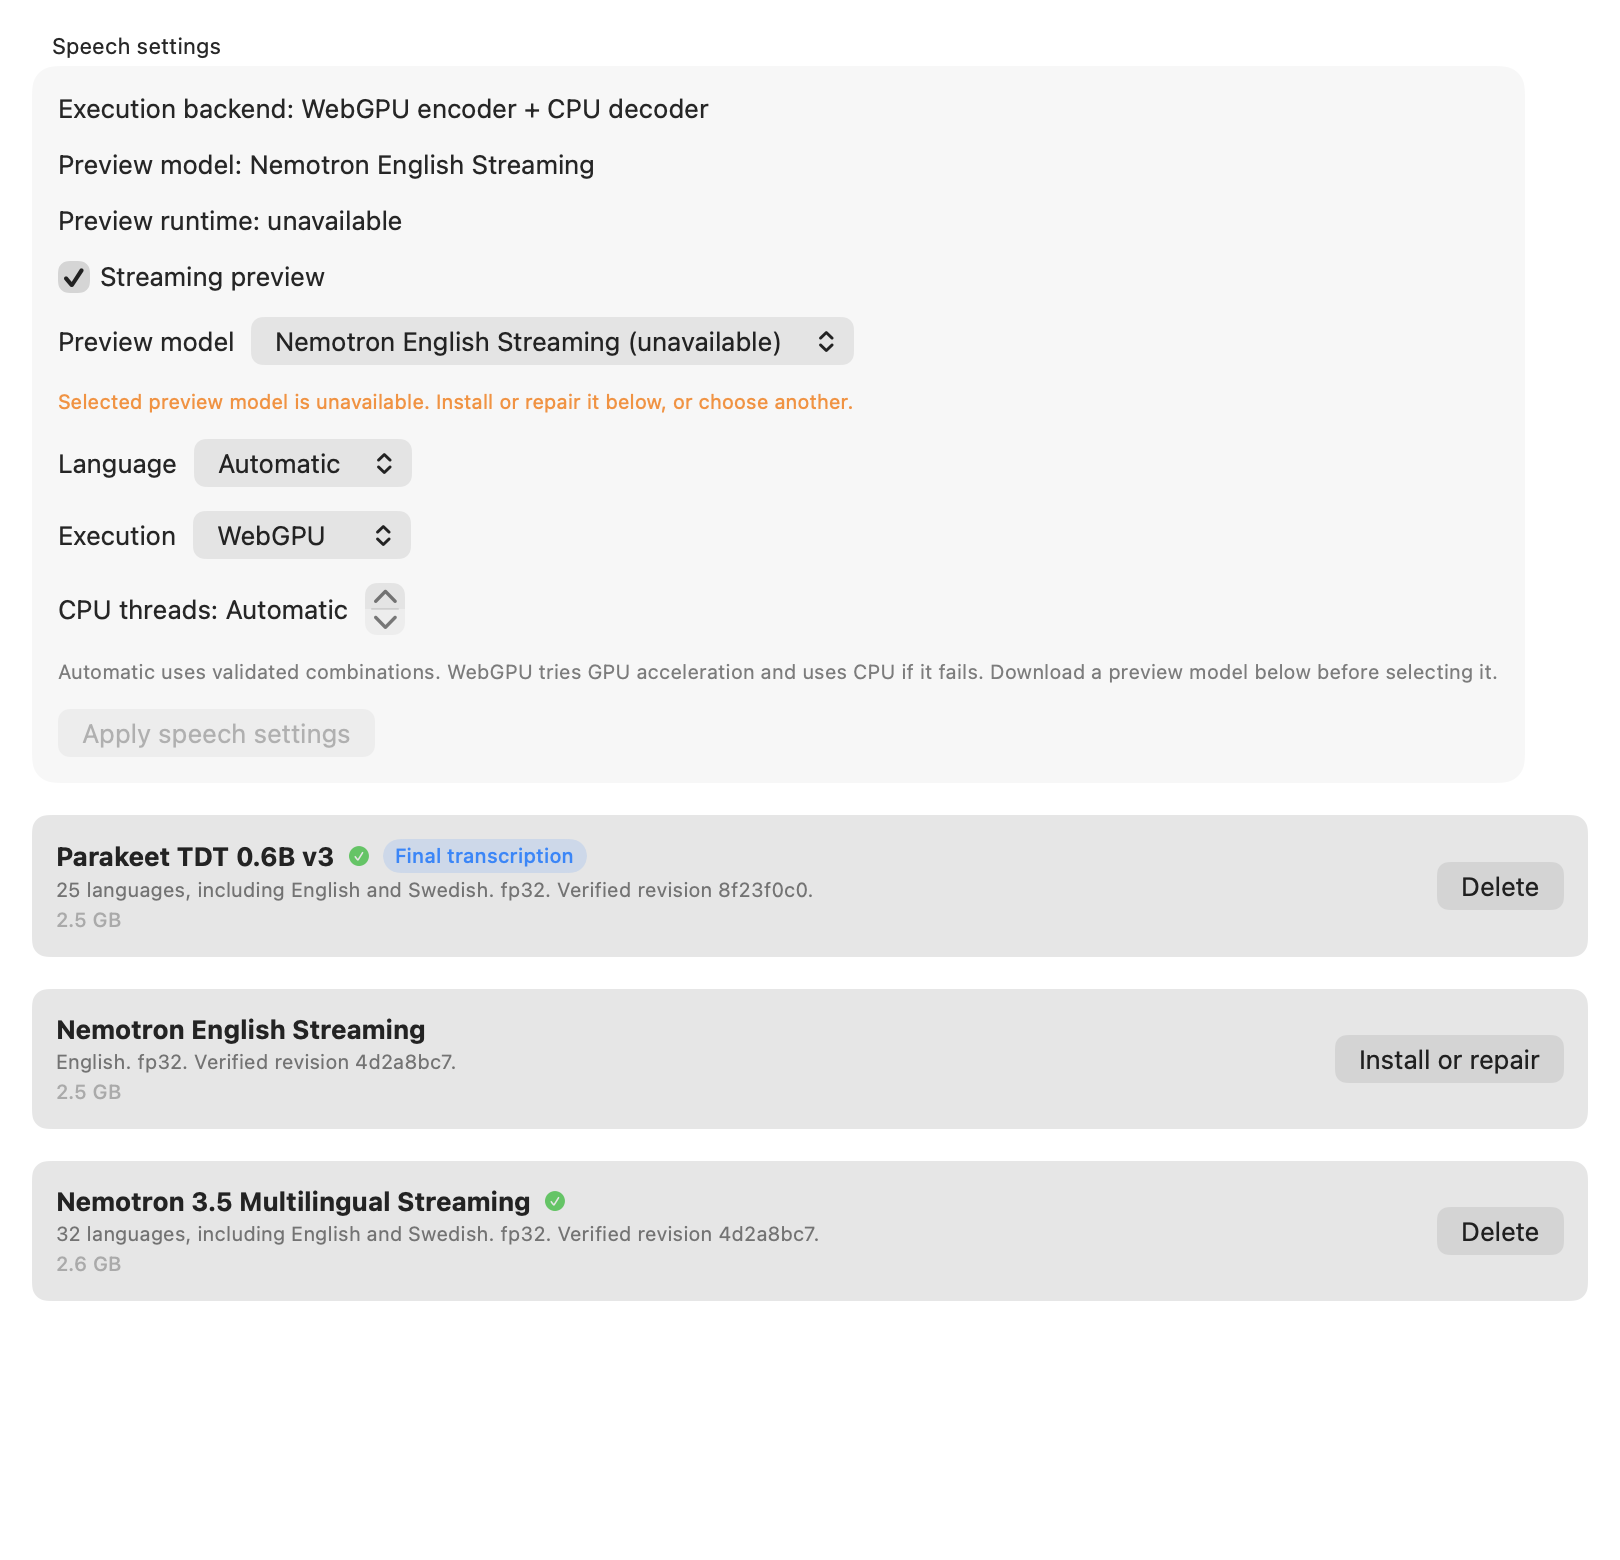 Speech settings
Execution backend: WebGPU encoder + CPU decoder
Preview model: Nemotron English Streaming
Preview runtime: unavailable
Streaming preview
Preview model Nemotron English Streaming (unavailable)
Selected preview model is unavailable. Install or repair it below, or choose another.
Language Automatic
Execution WebGPU
CPU threads: Automatic
Automatic uses validated combinations. WebGPU tries GPU acceleration and uses CPU if it fails. Download a preview model below before selecting it.
Apply speech settings
Parakeet TDT 0.6B v3 Final transcription
25 languages, including English and Swedish. fp32. Verified revision 8f23f0c0.
2.5 GB
Delete
Nemotron English Streaming
English. fp32. Verified revision 4d2a8bc7.
2.5 GB
Install or repair
Nemotron 3.5 Multilingual Streaming
32 languages, including English and Swedish. fp32. Verified revision 4d2a8bc7.
2.6 GB
Delete